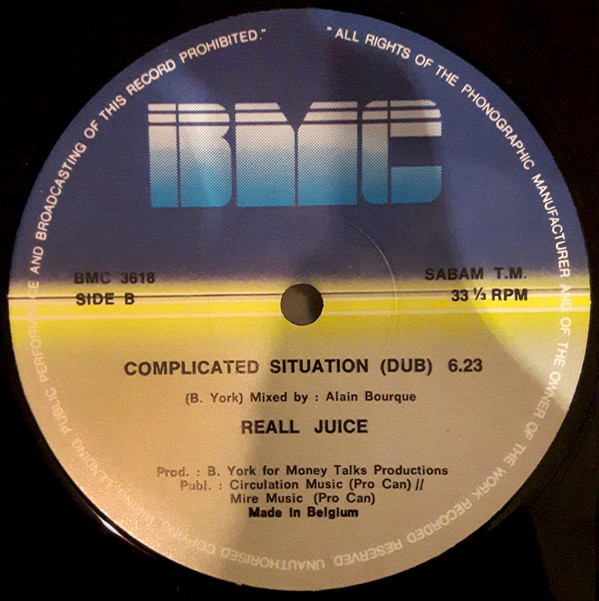 "ALL RIGHTS OF THE PHONOGRAPHIC MANUFACTURER AND OF THE OWNER OF THE WORK RECORDED RESERVED. UNAUTHORISED COPYING, LENDING, PUBLIC PERFORMANCE AND BROADCASTING OF THIS RECORD PROHIBITED."
BMC
BMC 3618 SABAM T.M.
SIDE B 33 ⅓ RPM
COMPLICATED SITUATION (DUB) 6.23
(B. York) Mixed by : Alain Bourque
REALL JUICE
Prod. : B. York for Money Talks Productions
Publ. : Circulation Music (Pro Can) //
Mire Music (Pro Can)
Made in Belgium